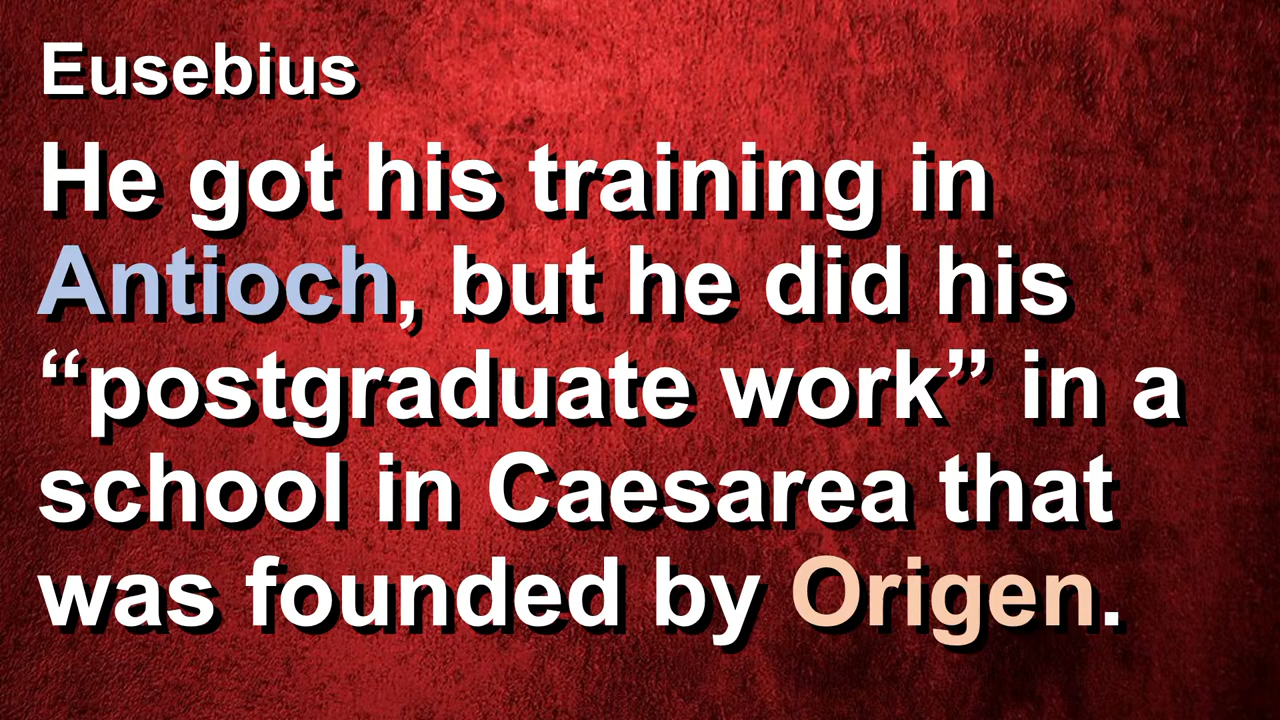 Eusebius
He got his training in
Antioch, but he did his
“postgraduate work” in a
school in Caesarea that
was founded by Origen.